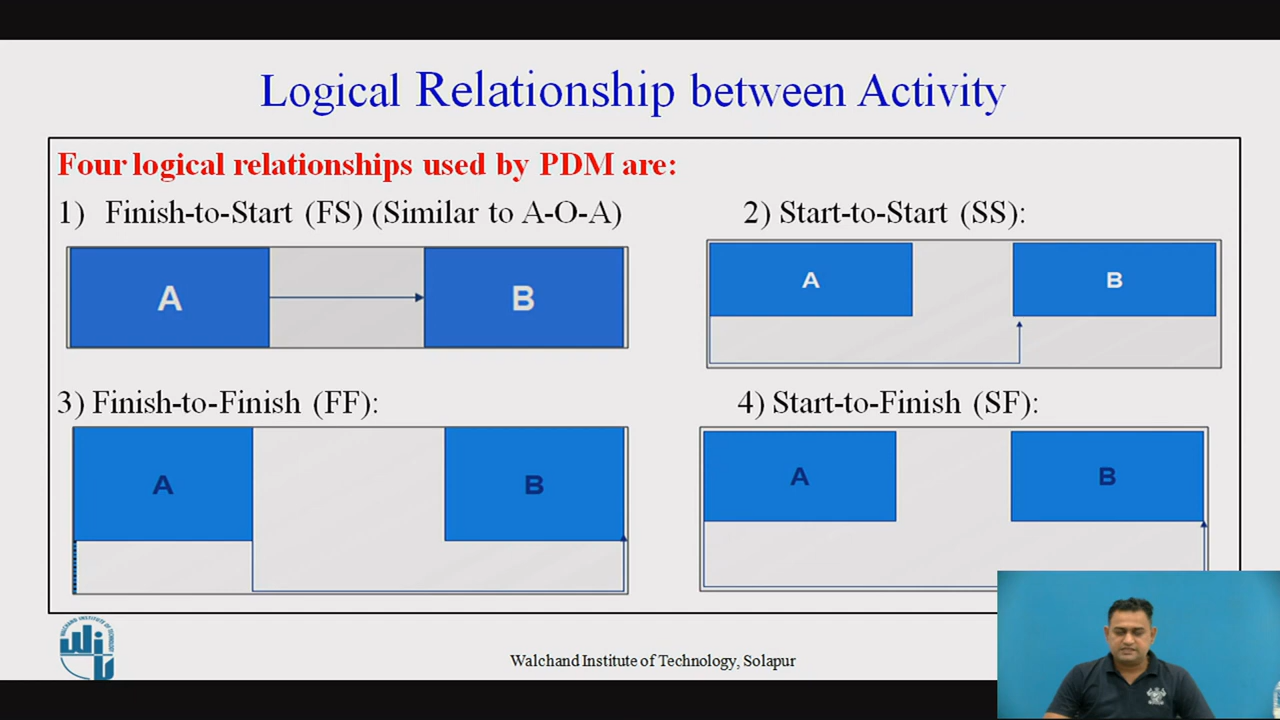 Logical Relationship between Activity
Four logical relationships used by PDM are:
1) Finish-to-Start (FS) (Similar to A-O-A)
2) Start-to-Start (SS):
A
B
A
B
3) Finish-to-Finish (FF):
4) Start-to-Finish (SF):
A
B
A
B
Walchand Institute of Technology, Solapur